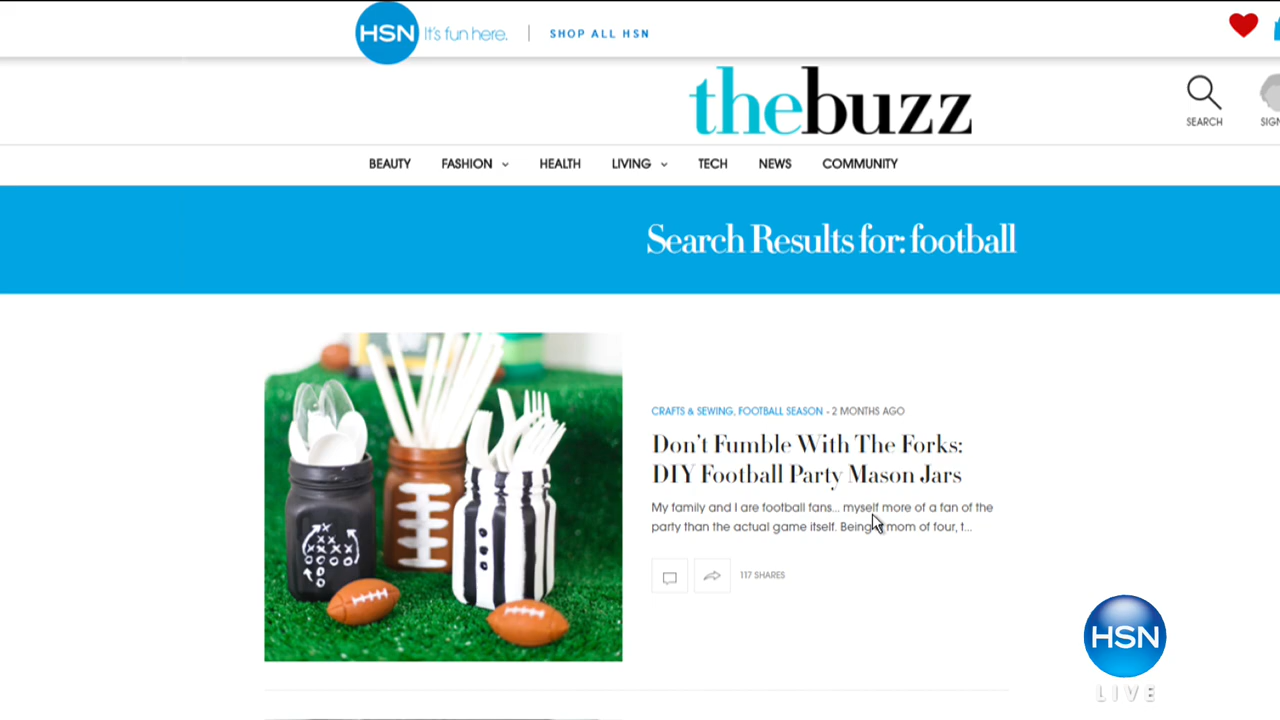 HSN It's fun here. SHOP ALL HSN
thebuzz
SEARCH
SIGN
BEAUTY FASHION HEALTH LIVING TECH NEWS COMMUNITY
Search Results for: football
CRAFTS & SEWING, FOOTBALL SEASON - 2 MONTHS AGO
Don't Fumble With The Forks:
DIY Football Party Mason Jars
My family and I are football fans... myself more of a fan of the
party than the actual game itself. Being a mom of four, t...
117 SHARES
HSN
LIVE